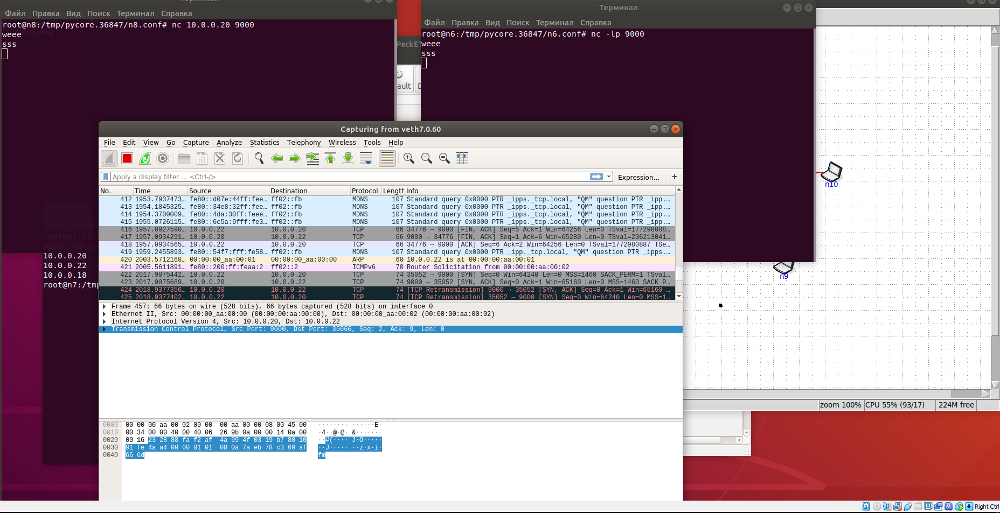 Терминал
Файл Правка Вид Поиск Терминал Справка
root@n8:/tmp/pycore.36847/n8.conf# nc 10.0.0.20 9000
weee
sss
Корзина
Терминал
Файл Правка Вид Поиск Терминал Справка
root@n6:/tmp/pycore.36847/n6.conf# nc -lp 9000
weee
sss
PackET
ault
D
n10
n9
root@n7:/t
10.0.0.20
10.0.0.22
10.0.0.18
root@n7:/tmp
Capturing from veth7.0.60
File Edit View Go Capture Analyze Statistics Telephony Wireless Tools Help
Apply a display filter ... <Ctrl-/> Expression... +
No. Time Source Destination Protocol Length Info
412 1953.7937473… fe80::d07e:44ff:fee… ff02::fb MDNS 107 Standard query 0x0000 PTR _ipps._tcp.local, "QM" question PTR _ipp.…
413 1954.1845325… fe80::34e8:32ff:fee… ff02::fb MDNS 107 Standard query 0x0000 PTR _ipps._tcp.local, "QM" question PTR _ipp.…
414 1954.3700009… fe80::4da:30ff:feee… ff02::fb MDNS 107 Standard query 0x0000 PTR _ipps._tcp.local, "QM" question PTR _ipp.…
415 1955.0726115… fe80::6c5a:9fff:fe3… ff02::fb MDNS 107 Standard query 0x0000 PTR _ipps._tcp.local, "QM" question PTR _ipp.…
416 1957.0927590… 10.0.0.22 10.0.0.20 TCP 66 34776 → 9000 [FIN, ACK] Seq=5 Ack=1 Win=64256 Len=0 TSval=177298088…
417 1957.0934291… 10.0.0.20 10.0.0.22 TCP 66 9000 → 34776 [FIN, ACK] Seq=1 Ack=6 Win=65280 Len=0 TSval=206213041…
418 1957.0934565… 10.0.0.22 10.0.0.20 TCP 66 34776 → 9000 [ACK] Seq=6 Ack=2 Win=64256 Len=0 TSval=1772980887 TSe…
419 1959.2455893… fe80::54f7:fff:fe58… ff02::fb MDNS 107 Standard query 0x0000 PTR _ipp._tcp.local, "QM" question PTR _ipps.…
420 2003.5712168… 00:00:00_aa:00:01 00:00:00_aa:00:00 ARP 60 10.0.0.22 is at 00:00:00:aa:00:01
421 2005.5611891… fe80::200:ff:feaa:2 ff02::2 ICMPv6 70 Router Solicitation from 00:00:00:aa:00:02
422 2017.9075442… 10.0.0.22 10.0.0.20 TCP 74 35052 → 9000 [SYN] Seq=0 Win=64240 Len=0 MSS=1460 SACK_PERM=1 TSval…
423 2017.9075689… 10.0.0.20 10.0.0.22 TCP 74 9000 → 35052 [SYN, ACK] Seq=0 Ack=1 Win=65160 Len=0 MSS=1460 SACK_P…
424 2018.9377356… 10.0.0.20 10.0.0.22 TCP 74 [TCP Retransmission] 9000 → 35052 [SYN, ACK] Seq=0 Ack=1 Win=65160 …
425 2018.9377402… 10.0.0.22 10.0.0.20 TCP 74 [TCP Retransmission] 35052 → 9000 [SYN] Seq=0 Win=64240 Len=0 MSS=1…
Frame 457: 66 bytes on wire (528 bits), 66 bytes captured (528 bits) on interface 0
Ethernet II, Src: 00:00:00_aa:00:00 (00:00:00:aa:00:00), Dst: 00:00:00_aa:00:02 (00:00:00:aa:00:02)
Internet Protocol Version 4, Src: 10.0.0.20, Dst: 10.0.0.22
Transmission Control Protocol, Src Port: 9000, Dst Port: 35066, Seq: 2, Ack: 9, Len: 0
0000 00 00 00 aa 00 02 00 00 00 aa 00 00 08 00 45 00 ········ ······E·
0010 00 34 00 00 40 00 40 06 26 9b 0a 00 00 14 0a 00 ·4··@·@· &·······
0020 00 16 23 28 88 fa f2 af 4a 99 4f 03 19 b7 80 10 ··#(···· J·O·····
0030 01 fe 4a a4 00 00 01 01 08 0a 7a eb 78 c3 69 af ··J····· ··z·x·i·
0040 66 6d fm
zoom 100% CPU 55% (93/17) 224M free
Right Ctrl